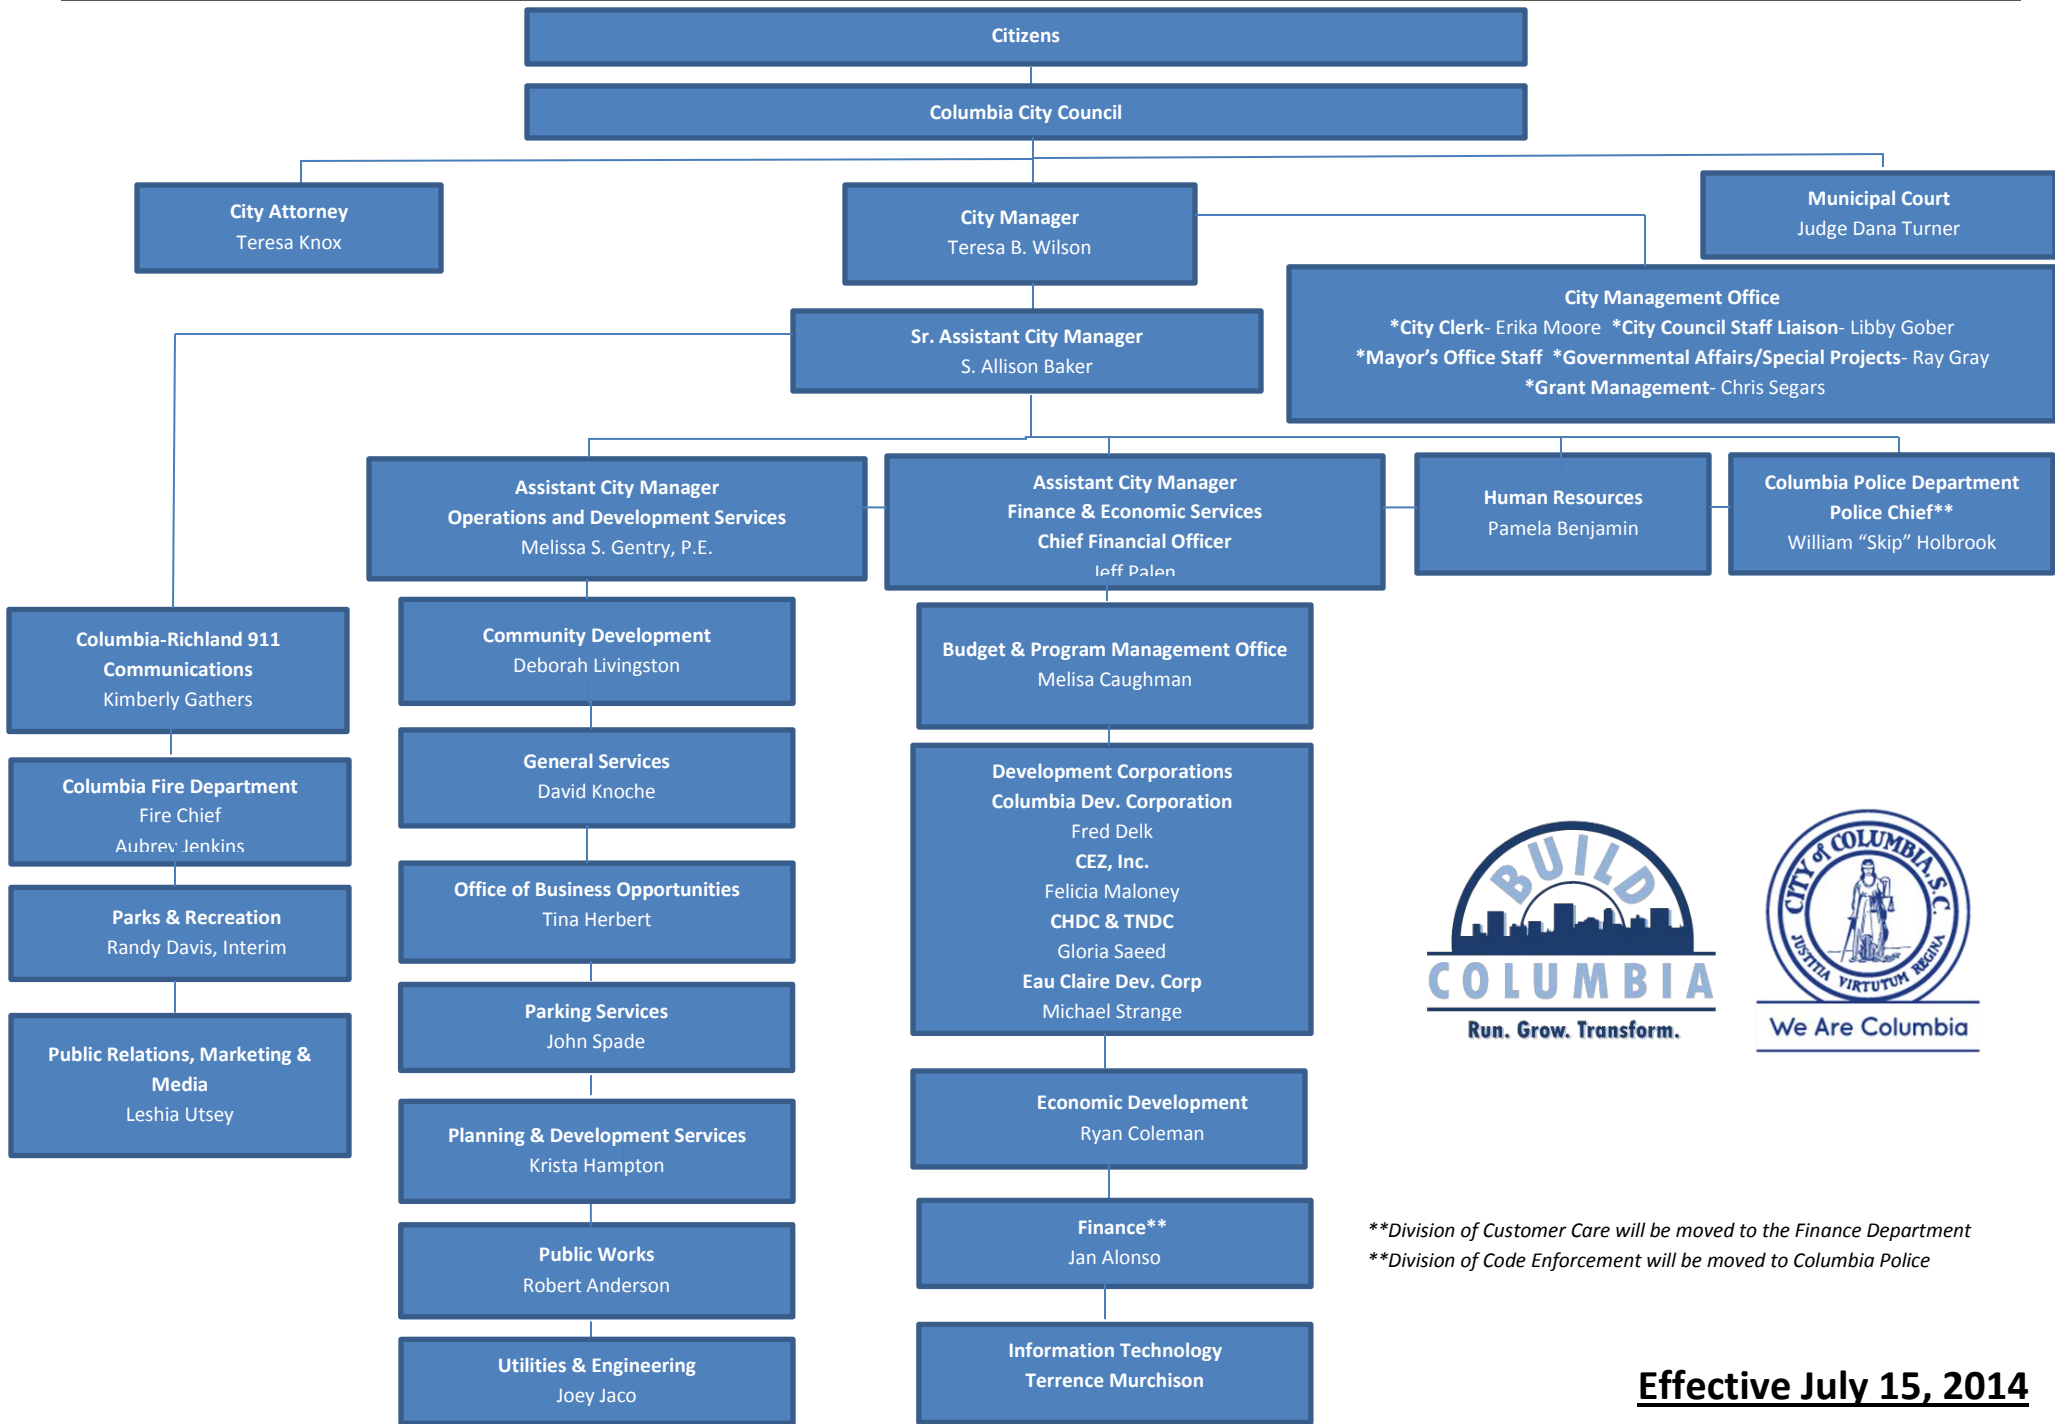 Citizens
Columbia City Council
City Attorney
Teresa Knox
City Manager
Teresa B. Wilson
Municipal Court
Judge Dana Turner
City Management Office
*City Clerk- Erika Moore *City Council Staff Liaison- Libby Gober
*Mayor's Office Staff *Governmental Affairs/Special Projects- Ray Gray
*Grant Management- Chris Segars
Sr. Assistant City Manager
S. Allison Baker
Assistant City Manager
Operations and Development Services
Melissa S. Gentry, P.E.
Assistant City Manager
Finance & Economic Services
Chief Financial Officer
Jeff Palen
Human Resources
Pamela Benjamin
Columbia Police Department
Police Chief**
William “Skip” Holbrook
Columbia-Richland 911
Communications
Kimberly Gathers
Columbia Fire Department
Fire Chief
Aubrey Jenkins
Parks & Recreation
Randy Davis, Interim
Public Relations, Marketing &
Media
Leshia Utsey
Community Development
Deborah Livingston
General Services
David Knoche
Office of Business Opportunities
Tina Herbert
Parking Services
John Spade
Planning & Development Services
Krista Hampton
Public Works
Robert Anderson
Utilities & Engineering
Joey Jaco
Budget & Program Management Office
Melisa Caughman
Development Corporations
Columbia Dev. Corporation
Fred Delk
CEZ, Inc.
Felicia Maloney
CHDC & TNDC
Gloria Saeed
Eau Claire Dev. Corp
Michael Strange
Economic Development
Ryan Coleman
Finance**
Jan Alonso
Information Technology
Terrence Murchison
BUILD
COLUMBIA
Run. Grow. Transform.
CITY of COLUMBIA, S.C.
JUSTITIA VIRTUTUM REGINA
We Are Columbia
**Division of Customer Care will be moved to the Finance Department
**Division of Code Enforcement will be moved to Columbia Police
Effective July 15, 2014